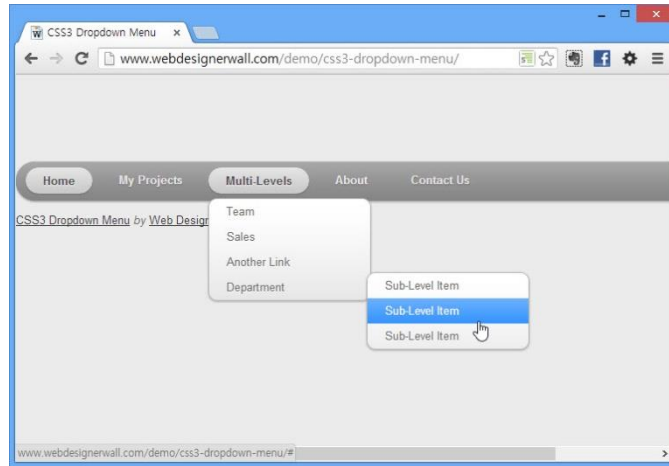 CSS3 Dropdown Menu
www.webdesignerwall.com/demo/css3-dropdown-menu/
Home My Projects Multi-Levels About Contact Us
CSS3 Dropdown Menu by Web Desig
Team
Sales
Another Link
Department
Sub-Level Item
Sub-Level Item
Sub-Level Item
www.webdesignerwall.com/demo/css3-dropdown-menu/#